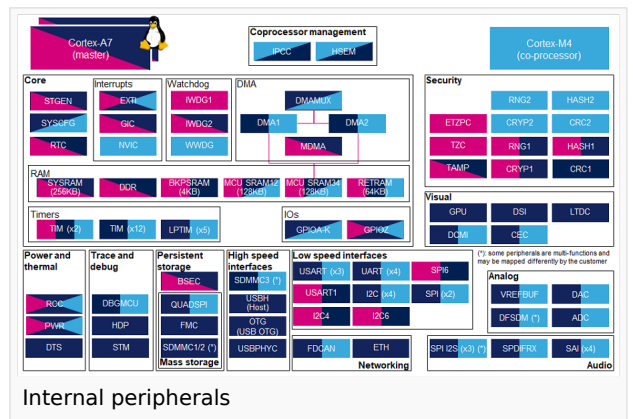 Cortex-A7
(master)
Coprocessor management
IPCC
HSEM
Cortex-M4
(co-processor)
Core
STGEN
SYSCFG
RTC
Interrupts
EXTI
GIC
NVIC
Watchdog
IWDG1
IWDG2
WWDG
DMA
DMAMUX
DMA1
DMA2
MDMA
Security
RNG2
HASH2
ETZPC
CRYP2
CRC2
TZC
RNG1
HASH1
TAMP
CRYP1
CRC1
RAM
SYSRAM
(256KB)
DDR
BKPSRAM
(4KB)
MCU SRAM12
(128KB)
MCU SRAM34
(128KB)
RETRAM
(64KB)
Timers
TIM (x2)
TIM (x12)
LPTIM (x5)
IOs
GPIOA-K
GPIOZ
Visual
GPU
DSI
LTDC
DCMI
CEC
Power and
thermal
RCC
PWR
DTS
Trace and
debug
DBGMCU
HDP
STM
Persistent
storage
BSEC
QUADSPI
FMC
SDMMC1/2 (*)
Mass storage
High speed
interfaces
SDMMC3 (*)
USBH
(Host)
OTG
(USB OTG)
USBPHYC
Low speed interfaces
USART (x3)
UART (x4)
SPI6
USART1
I2C (x4)
SPI (x2)
I2C4
I2C6
(*): some peripherals are multi-functions and
may be mapped differently by the customer
Analog
VREFBUF
DAC
DFSDM (*)
ADC
FDCAN
ETH
Networking
SPI I2S (x3) (*)
SPDIFRX
SAI (x4)
Audio
Internal peripherals